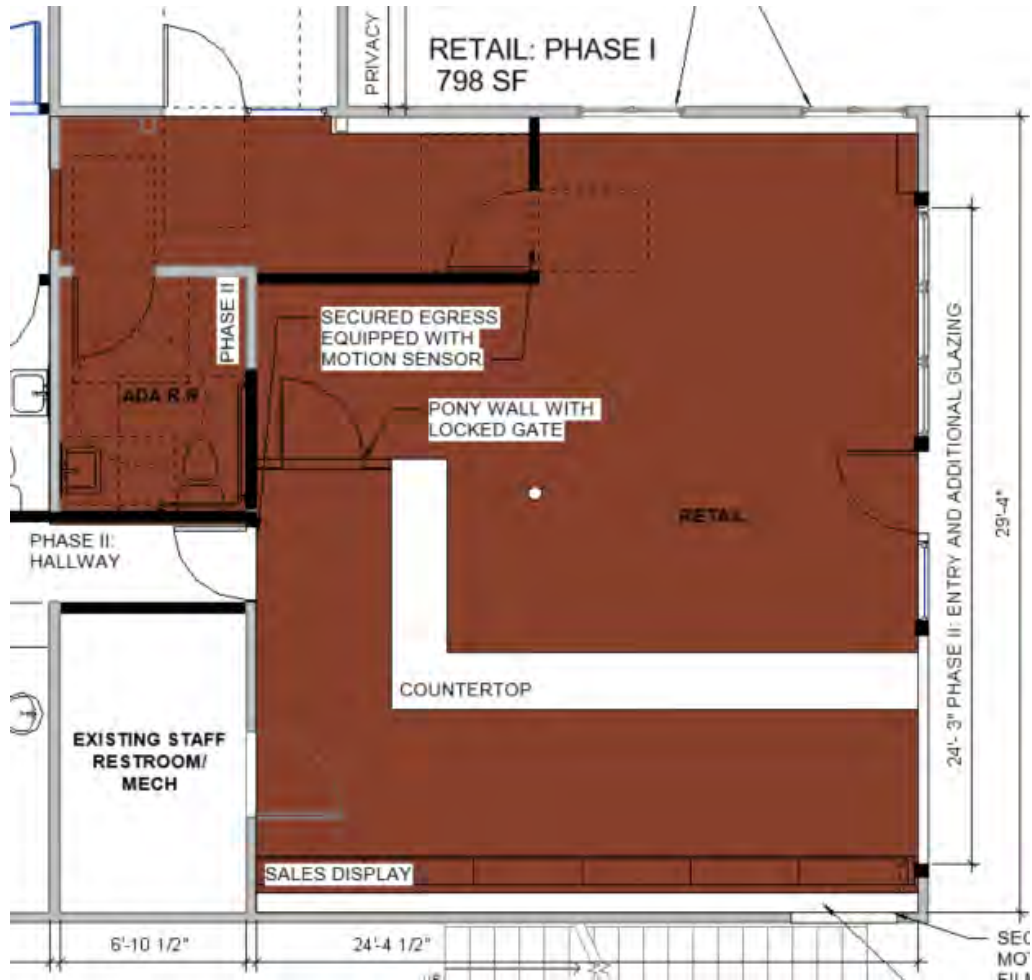 PRIVACY
RETAIL: PHASE I
798 SF
PHASE II
SECURED EGRESS
EQUIPPED WITH
MOTION SENSOR
ADA R.R
PONY WALL WITH
LOCKED GATE
RETAIL
24'- 3" PHASE II: ENTRY AND ADDITIONAL GLAZING
29'-4"
PHASE II:
HALLWAY
COUNTERTOP
EXISTING STAFF
RESTROOM/
MECH
SALES DISPLAY
6'-10 1/2"
24'-4 1/2"
SEC
MO